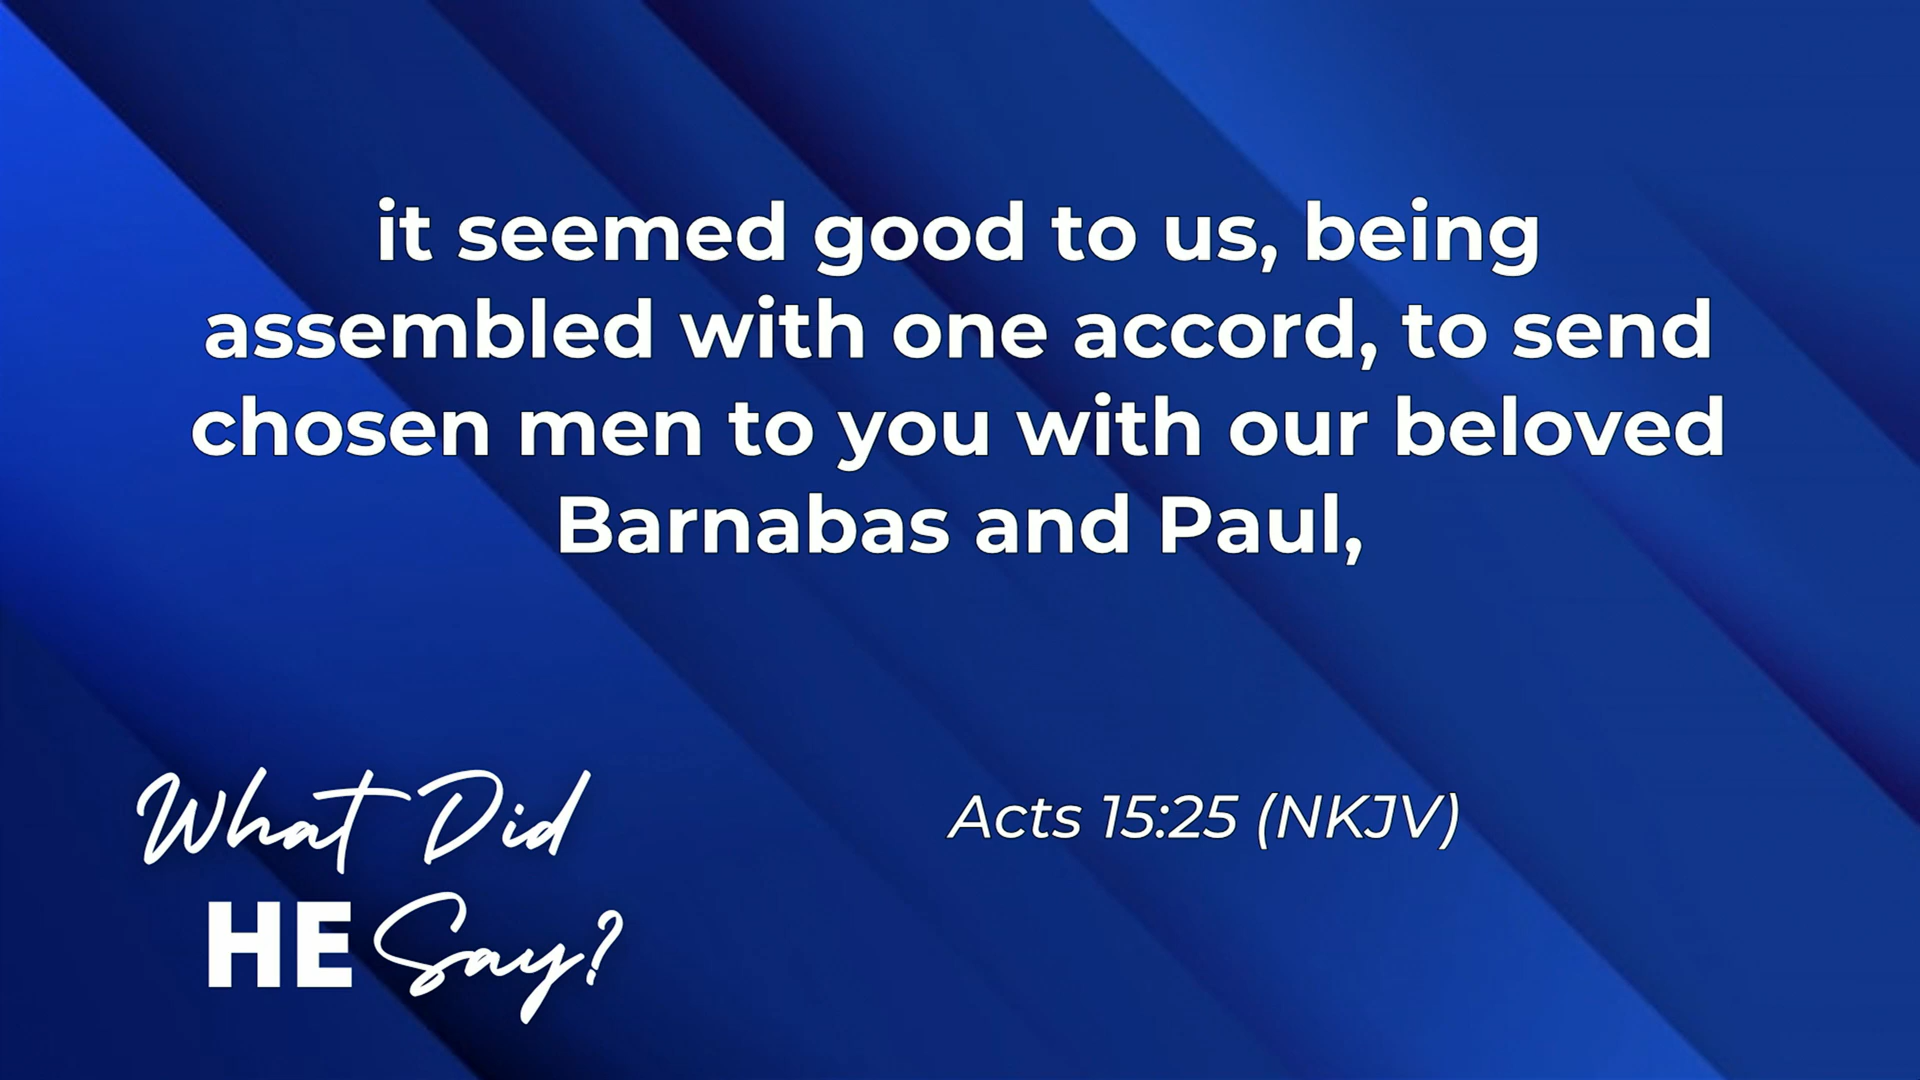 it seemed good to us, being
assembled with one accord, to send
chosen men to you with our beloved
Barnabas and Paul,
Acts 15:25 (NKJV)
What Did
HE Say?